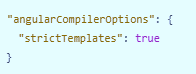 "angularCompilerOptions": {
  "strictTemplates": true
}